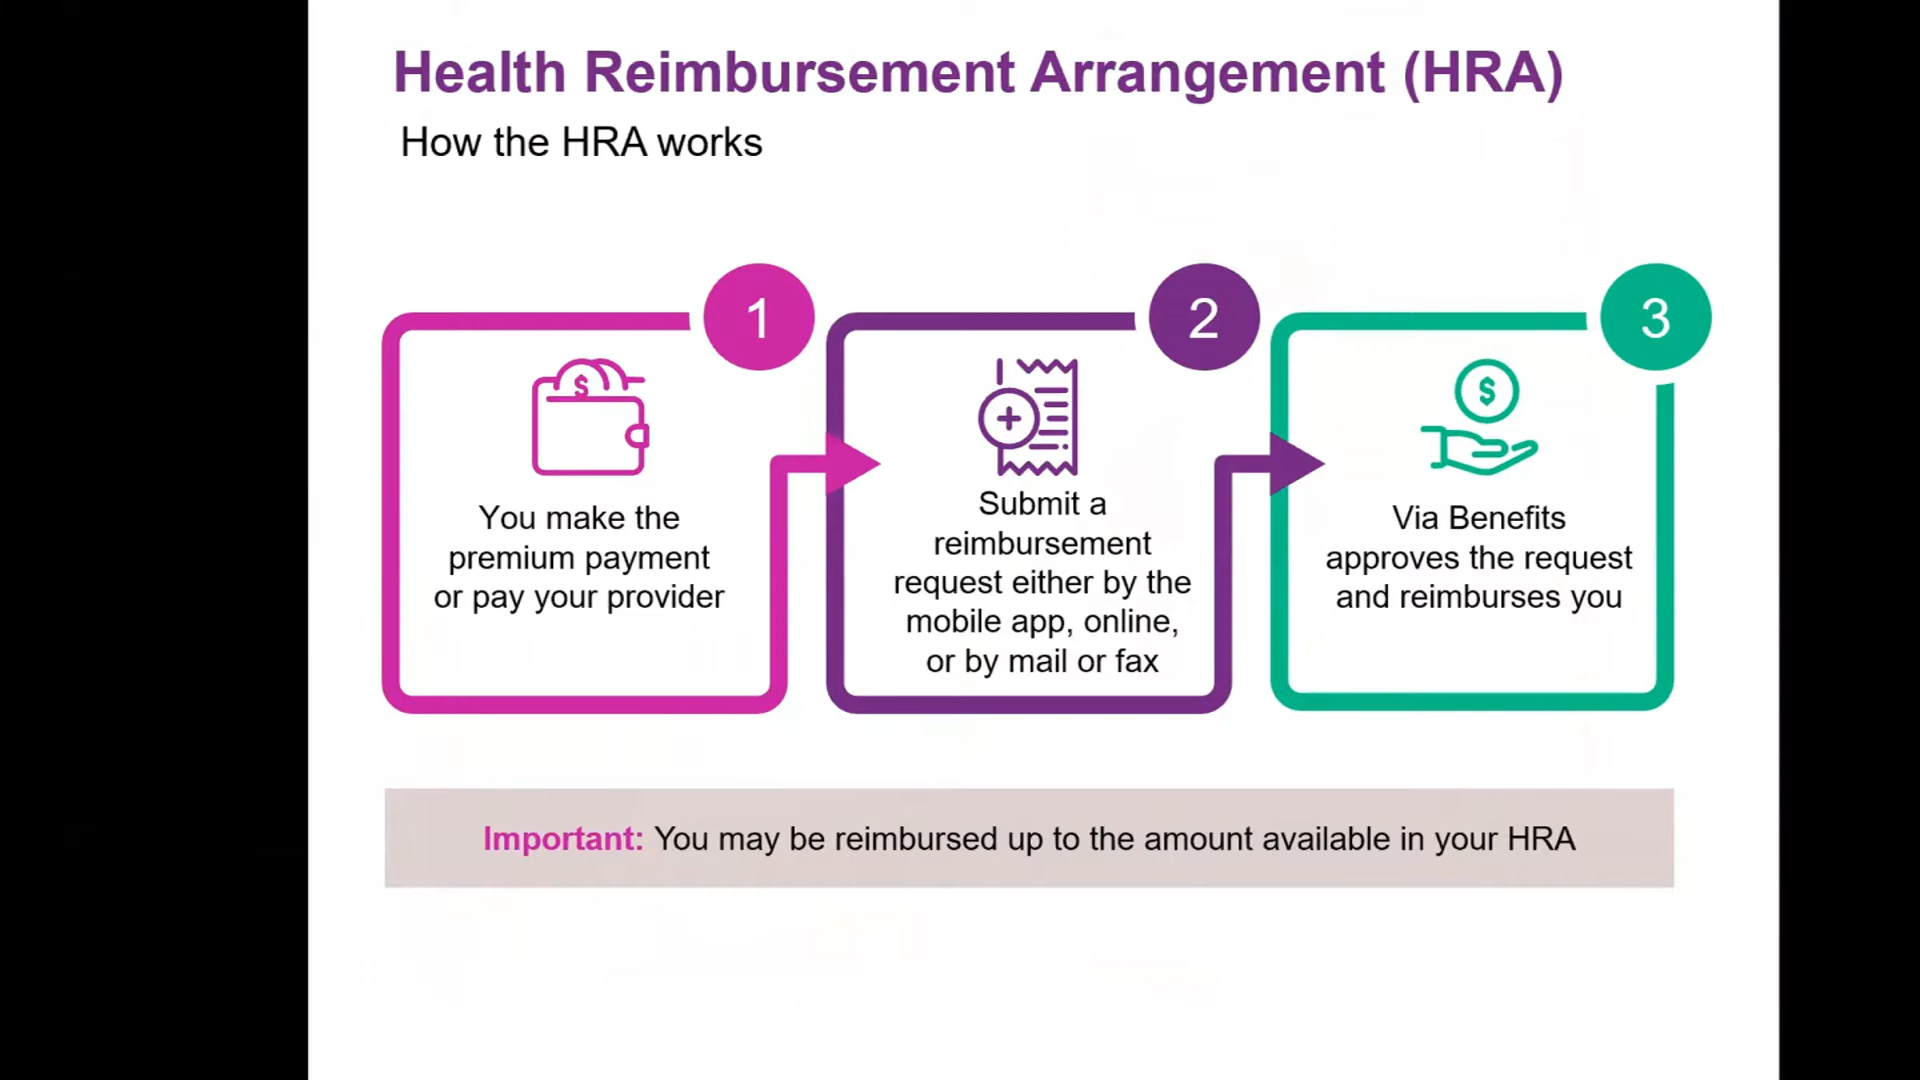 Health Reimbursement Arrangement (HRA)
How the HRA works
1
$
You make the
premium payment
or pay your provider
2
Submit a
reimbursement
request either by the
mobile app, online,
or by mail or fax
3
$
Via Benefits
approves the request
and reimburses you
Important: You may be reimbursed up to the amount available in your HRA